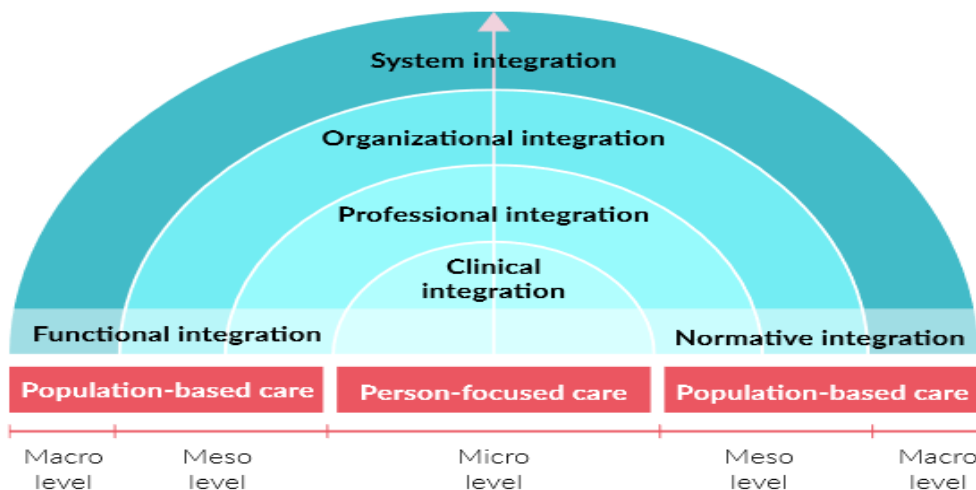 System integration
Organizational integration
Professional integration
Clinical
integration
Functional integration
Normative integration
Population-based care
Person-focused care
Population-based care
Macro
level
Meso
level
Micro
level
Meso
level
Macro
level